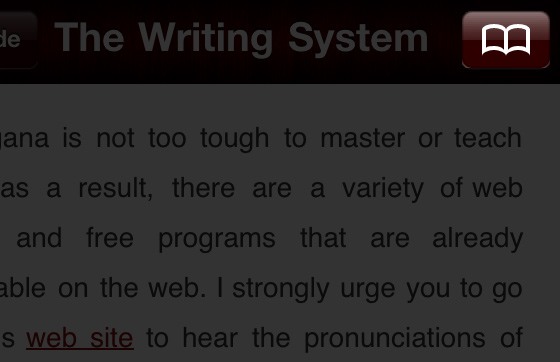 de The Writing System
gana is not too tough to master or teach
as a result, there are a variety of web
and free programs that are already
able on the web. I strongly urge you to go
s web site to hear the pronunciations of